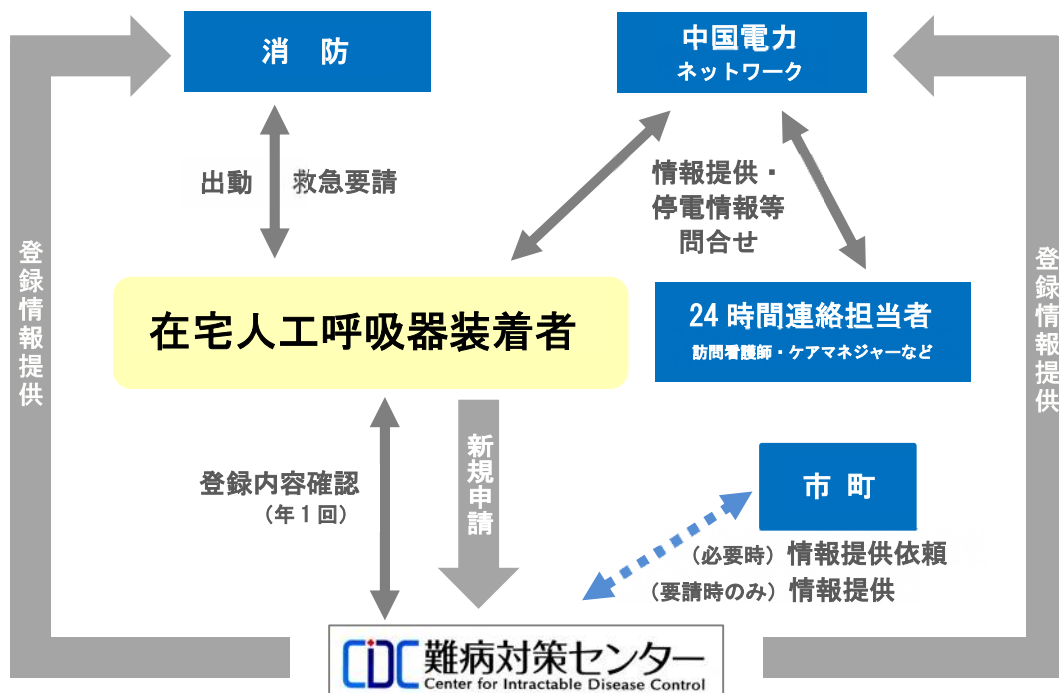 消 防
中国電力
ネットワーク
出動
救急要請
情報提供・
停電情報等
問合せ
登録情報提供
登録情報提供
在宅人工呼吸器装着者
24時間連絡担当者
訪問看護師・ケアマネジャーなど
登録内容確認
(年1回)
新規申請
市 町
(必要時) 情報提供依頼
(要請時のみ) 情報提供
CiDC 難病対策センター
Center for Intractable Disease Control